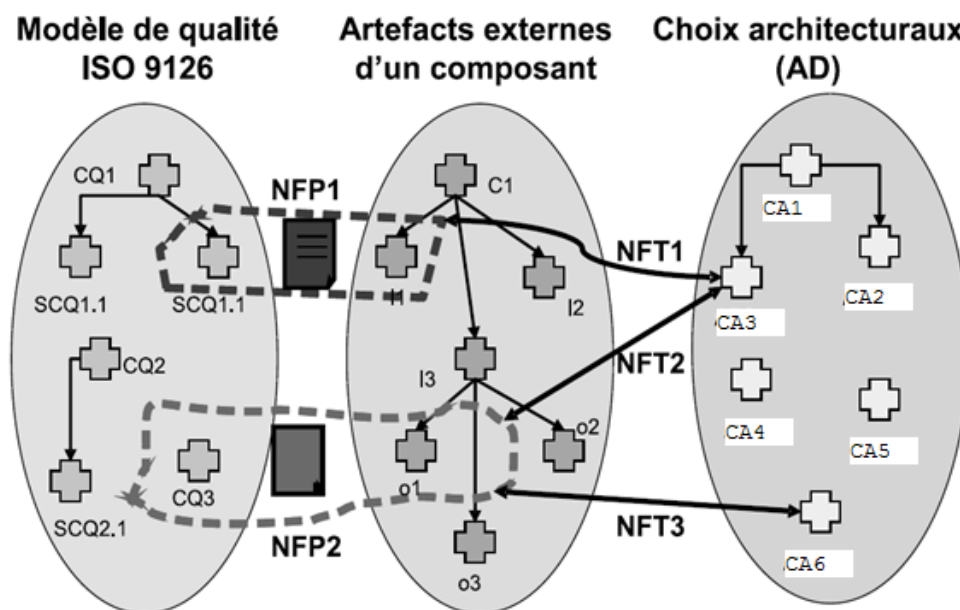 Modèle de qualité
ISO 9126
Artefacts externes
d'un composant
Choix architecturaux
(AD)
CQ1
SCQ1.1
SCQ1.1
NFP1
CQ2
SCQ2.1
CQ3
NFP2
C1
I2
I3
o1
o2
o3
NFT1
NFT2
NFT3
CA1
CA2
CA3
CA4
CA5
CA6